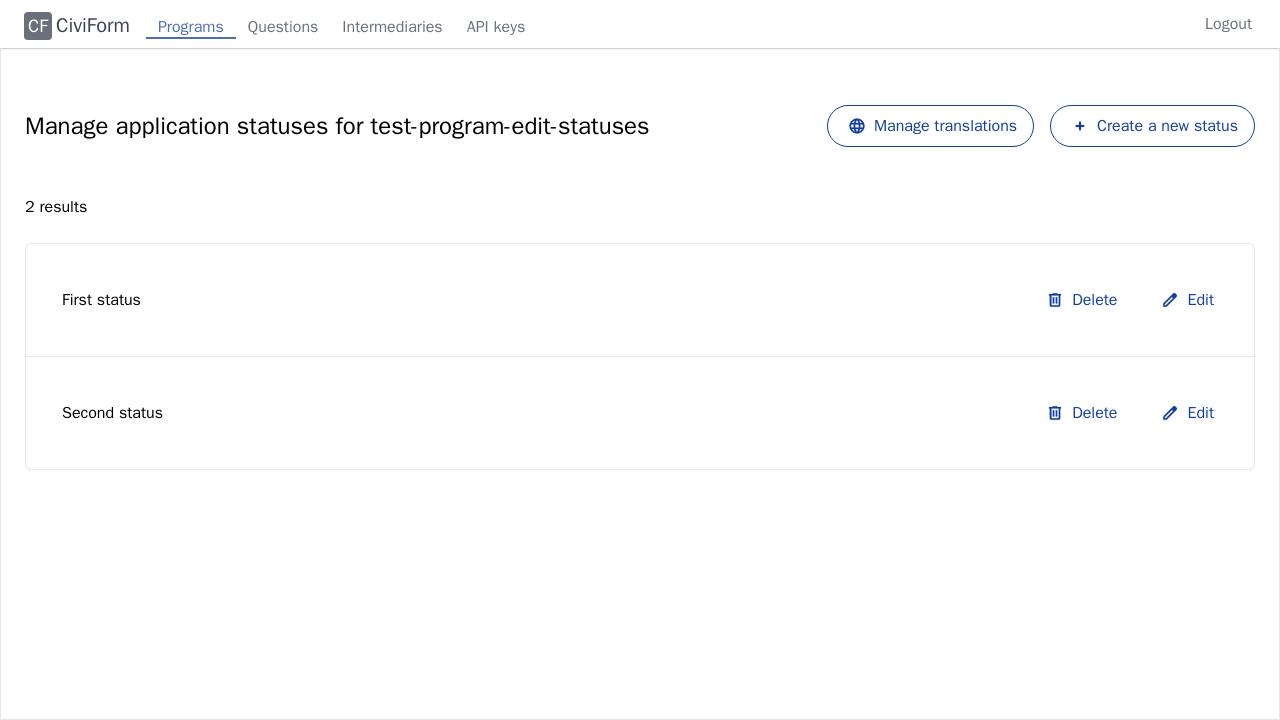 CF CiviForm Programs Questions Intermediaries API keys Logout
Manage application statuses for test-program-edit-statuses Manage translations Create a new status
2 results
First status Delete Edit
Second status Delete Edit